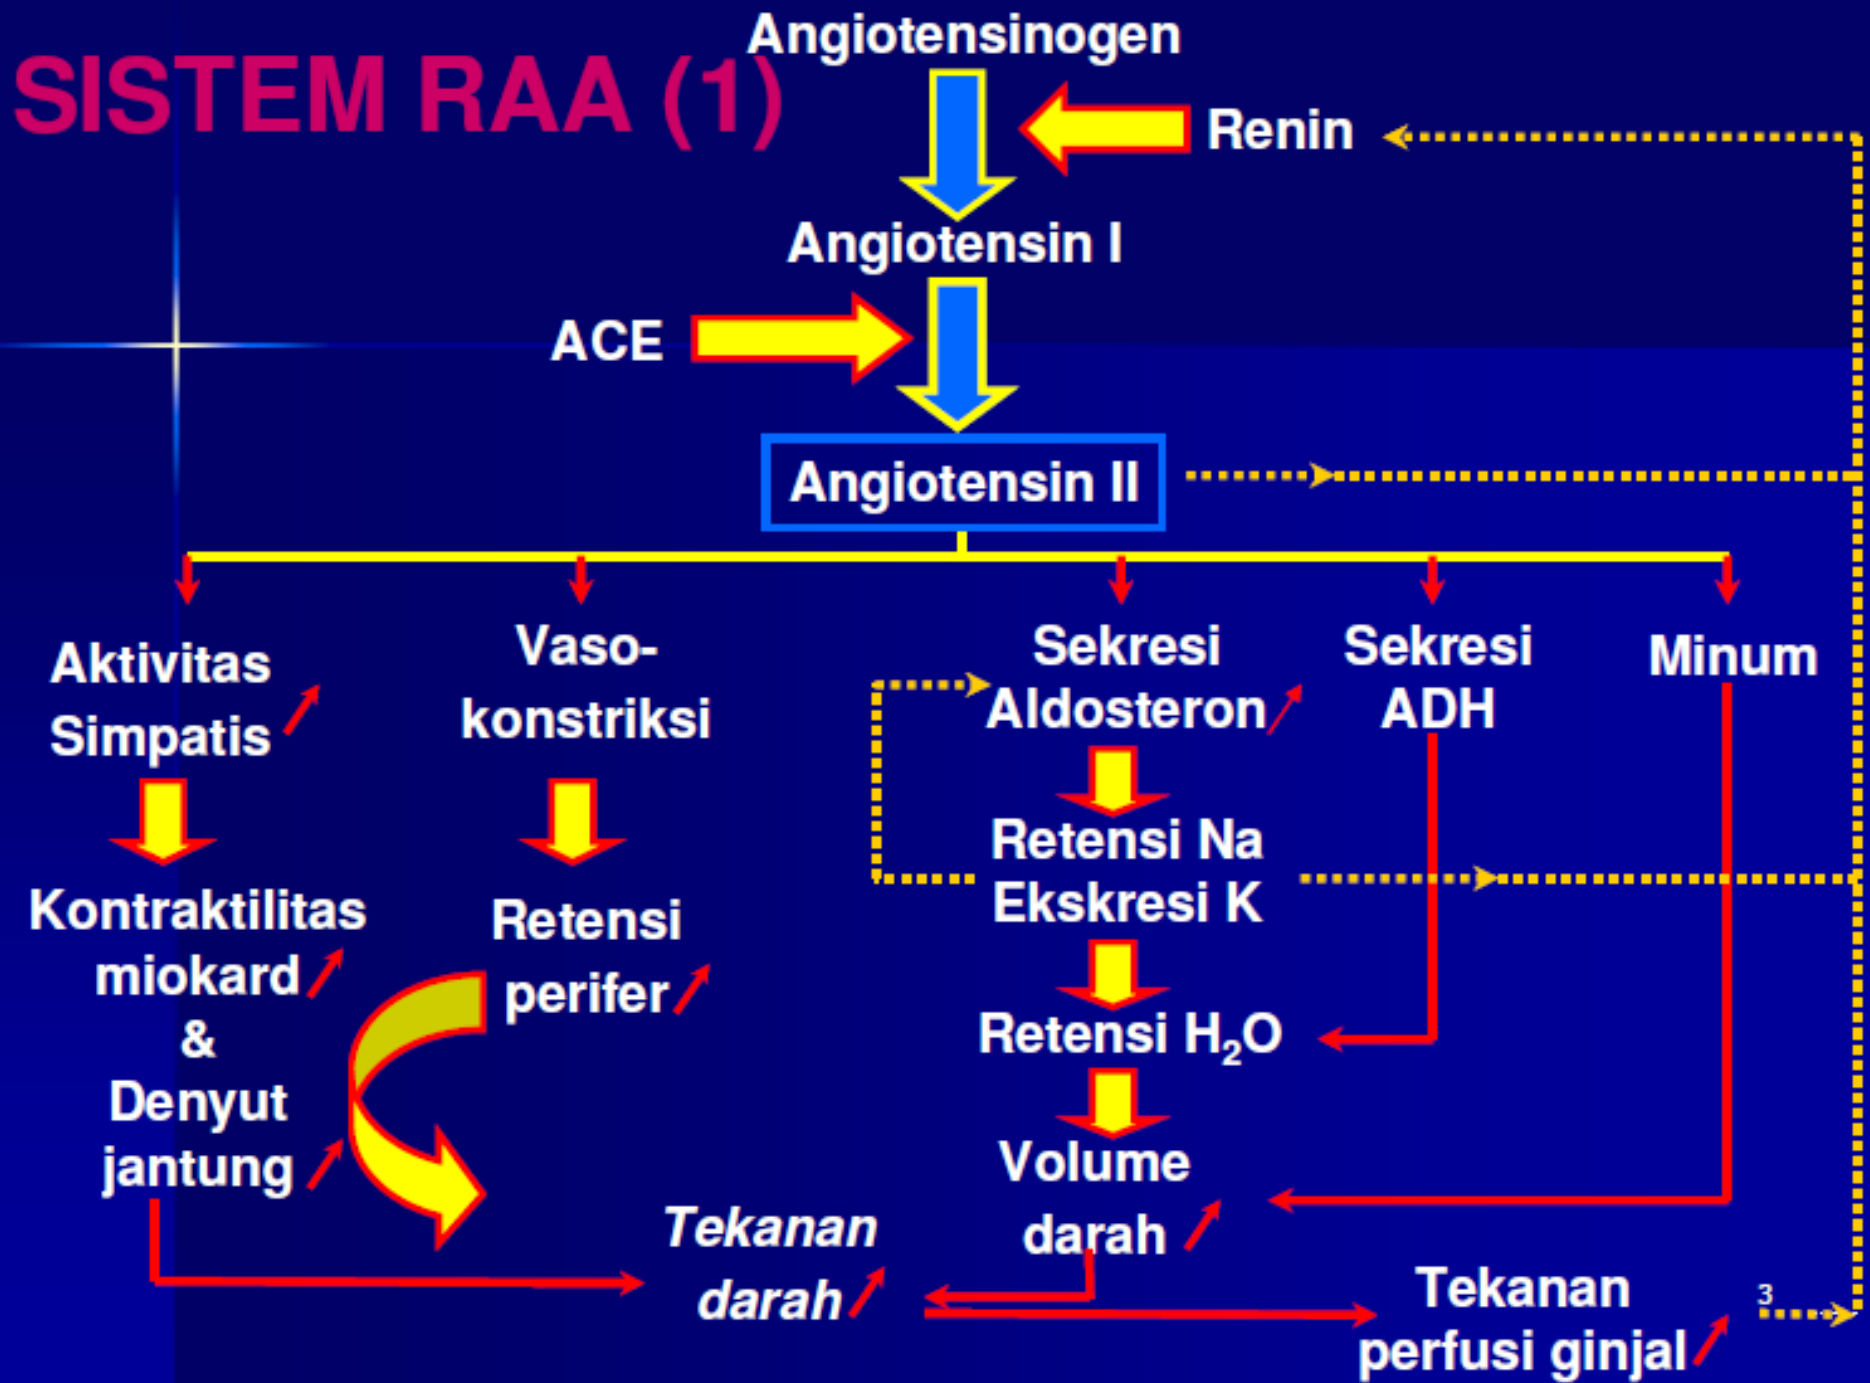 SISTEM RAA (1)
Angiotensinogen
Renin
Angiotensin I
ACE
Angiotensin II
Aktivitas
Simpatis
Kontraktilitas
miokard
&
Denyut
jantung
Vaso-
konstriksi
Retensi
perifer
Sekresi
Aldosteron
Retensi Na
Ekskresi K
Retensi H₂O
Volume
darah
Sekresi
ADH
Minum
Tekanan
darah
Tekanan
perfusi ginjal
3